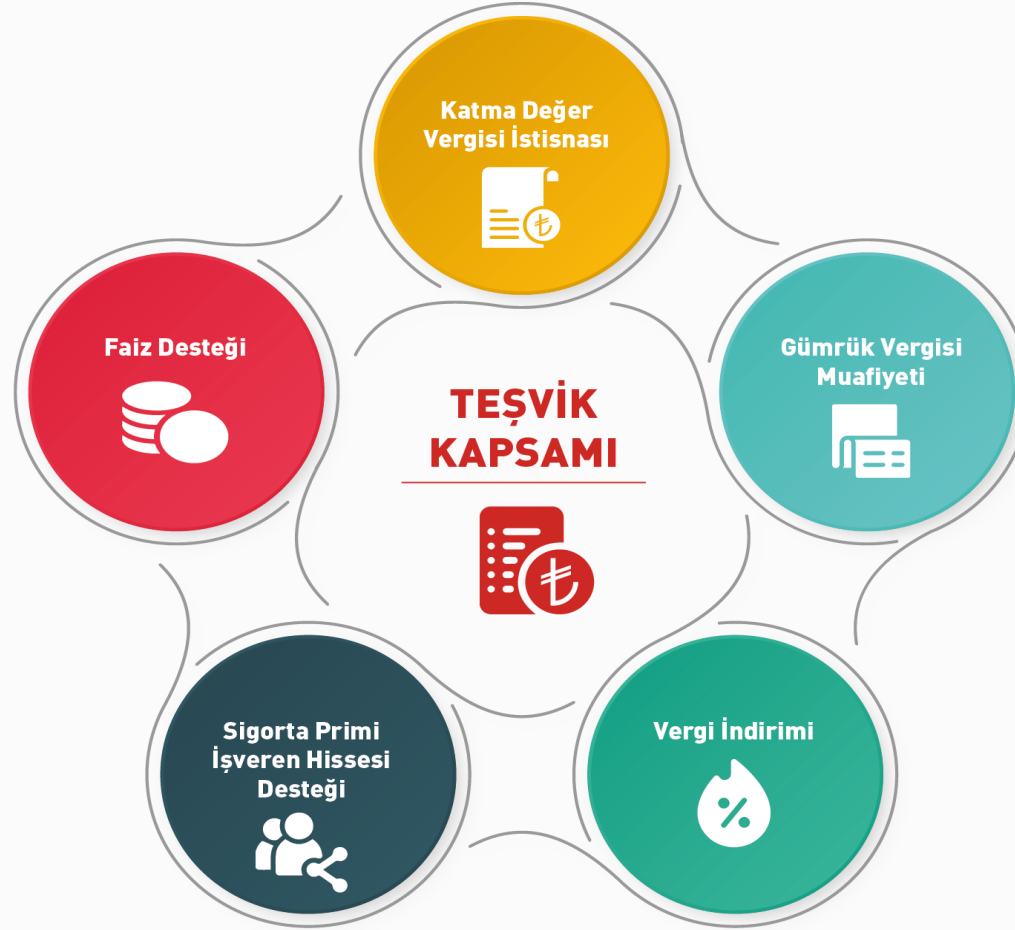 Katma Değer
Vergisi İstisnası
Faiz Desteği
Gümrük Vergisi
Muafiyeti
TEŞVİK
KAPSAMI
Sigorta Primi
İşveren Hissesi
Desteği
Vergi İndirimi